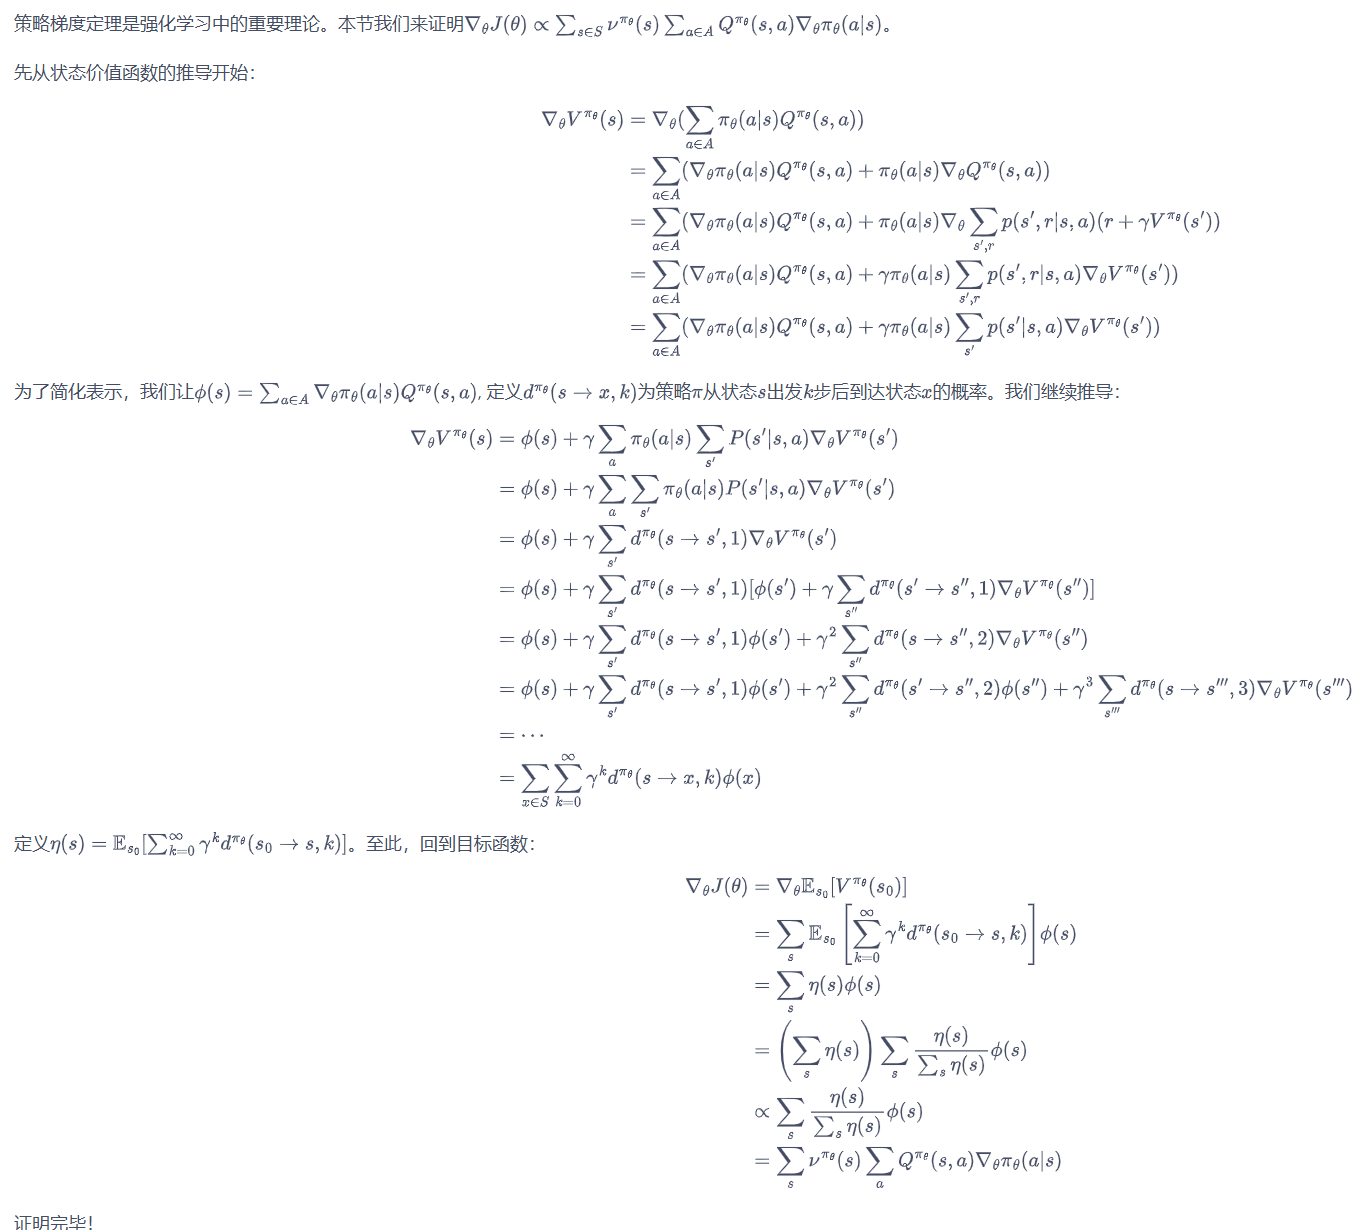 策略梯度定理是强化学习中的重要理论。本节我们来证明$\nabla_\theta J(\theta) \propto \sum_{s \in S} \nu^{\pi_\theta}(s) \sum_{a \in A} Q^{\pi_\theta}(s,a) \nabla_\theta \pi_\theta(a|s)$。
先从状态价值函数的推导开始：
$\nabla_\theta V^{\pi_\theta}(s) = \nabla_\theta (\sum_{a \in A} \pi_\theta(a|s) Q^{\pi_\theta}(s,a))$
$= \sum_{a \in A} (\nabla_\theta \pi_\theta(a|s) Q^{\pi_\theta}(s,a) + \pi_\theta(a|s) \nabla_\theta Q^{\pi_\theta}(s,a))$
$= \sum_{a \in A} (\nabla_\theta \pi_\theta(a|s) Q^{\pi_\theta}(s,a) + \pi_\theta(a|s) \nabla_\theta \sum_{s',r} p(s',r|s,a)(r + \gamma V^{\pi_\theta}(s'))$
$= \sum_{a \in A} (\nabla_\theta \pi_\theta(a|s) Q^{\pi_\theta}(s,a) + \gamma \pi_\theta(a|s) \sum_{s',r} p(s',r|s,a) \nabla_\theta V^{\pi_\theta}(s'))$
$= \sum_{a \in A} (\nabla_\theta \pi_\theta(a|s) Q^{\pi_\theta}(s,a) + \gamma \pi_\theta(a|s) \sum_{s'} p(s'|s,a) \nabla_\theta V^{\pi_\theta}(s'))$
为了简化表示，我们让$\phi(s) = \sum_{a \in A} \nabla_\theta \pi_\theta(a|s) Q^{\pi_\theta}(s,a)$, 定义$d^{\pi_\theta}(s \to x, k)$为策略$\pi$从状态$s$出发$k$步后到达状态$x$的概率。我们继续推导：
$\nabla_\theta V^{\pi_\theta}(s) = \phi(s) + \gamma \sum_a \pi_\theta(a|s) \sum_{s'} P(s'|s,a) \nabla_\theta V^{\pi_\theta}(s')$
$= \phi(s) + \gamma \sum_a \sum_{s'} \pi_\theta(a|s) P(s'|s,a) \nabla_\theta V^{\pi_\theta}(s')$
$= \phi(s) + \gamma \sum_{s'} d^{\pi_\theta}(s \to s', 1) \nabla_\theta V^{\pi_\theta}(s')$
$= \phi(s) + \gamma \sum_{s'} d^{\pi_\theta}(s \to s', 1)[\phi(s') + \gamma \sum_{s''} d^{\pi_\theta}(s' \to s'', 1) \nabla_\theta V^{\pi_\theta}(s'')]$
$= \phi(s) + \gamma \sum_{s'} d^{\pi_\theta}(s \to s', 1)\phi(s') + \gamma^2 \sum_{s''} d^{\pi_\theta}(s \to s'', 2) \nabla_\theta V^{\pi_\theta}(s'')$
$= \phi(s) + \gamma \sum_{s'} d^{\pi_\theta}(s \to s', 1)\phi(s') + \gamma^2 \sum_{s''} d^{\pi_\theta}(s' \to s'', 2)\phi(s'') + \gamma^3 \sum_{s'''} d^{\pi_\theta}(s \to s''', 3) \nabla_\theta V^{\pi_\theta}(s''')$
$= \cdots$
$= \sum_{x \in S} \sum_{k=0}^{\infty} \gamma^k d^{\pi_\theta}(s \to x, k)\phi(x)$
定义$\eta(s) = \mathbb{E}_{s_0}[\sum_{k=0}^{\infty} \gamma^k d^{\pi_\theta}(s_0 \to s, k)]$。至此，回到目标函数：
$\nabla_\theta J(\theta) = \nabla_\theta \mathbb{E}_{s_0}[V^{\pi_\theta}(s_0)]$
$= \sum_s \mathbb{E}_{s_0} \left[ \sum_{k=0}^{\infty} \gamma^k d^{\pi_\theta}(s_0 \to s, k) \right] \phi(s)$
$= \sum_s \eta(s)\phi(s)$
$= \left( \sum_s \eta(s) \right) \sum_s \frac{\eta(s)}{\sum_s \eta(s)} \phi(s)$
$\propto \sum_s \frac{\eta(s)}{\sum_s \eta(s)} \phi(s)$
$= \sum_s \nu^{\pi_\theta}(s) \sum_a Q^{\pi_\theta}(s,a) \nabla_\theta \pi_\theta(a|s)$
证明完毕！